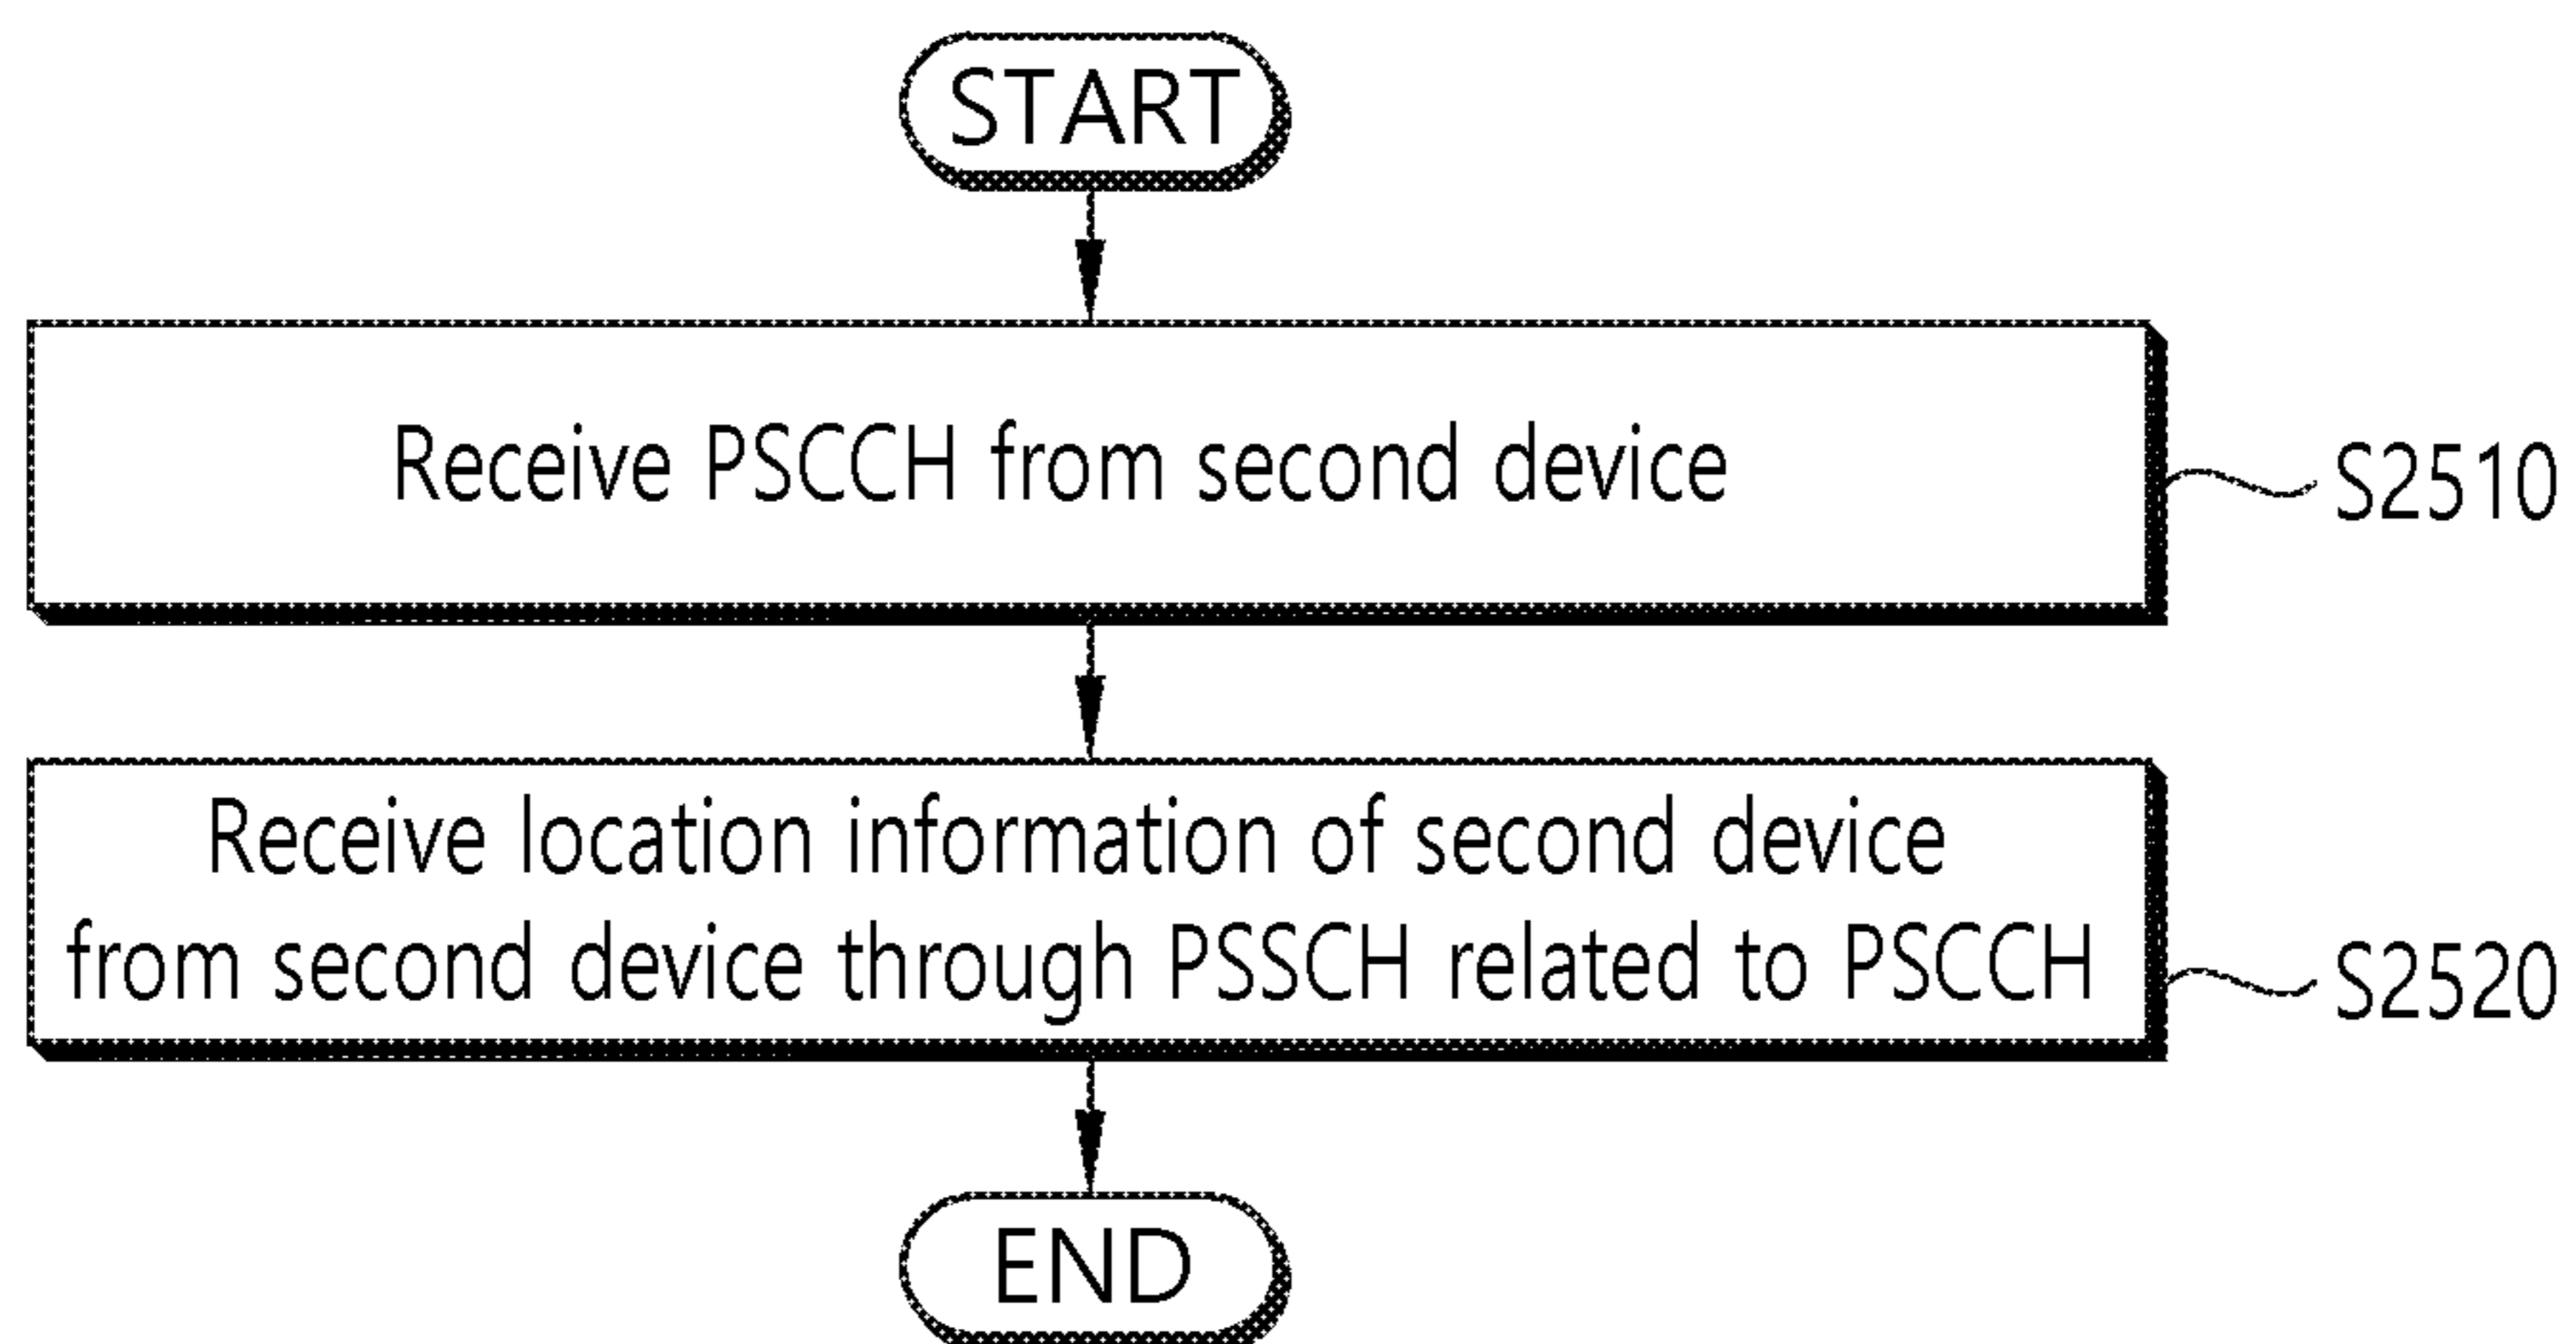 START
Receive PSCCH from second device
S2510
Receive location information of second device
from second device through PSSCH related to PSCCH
S2520
END